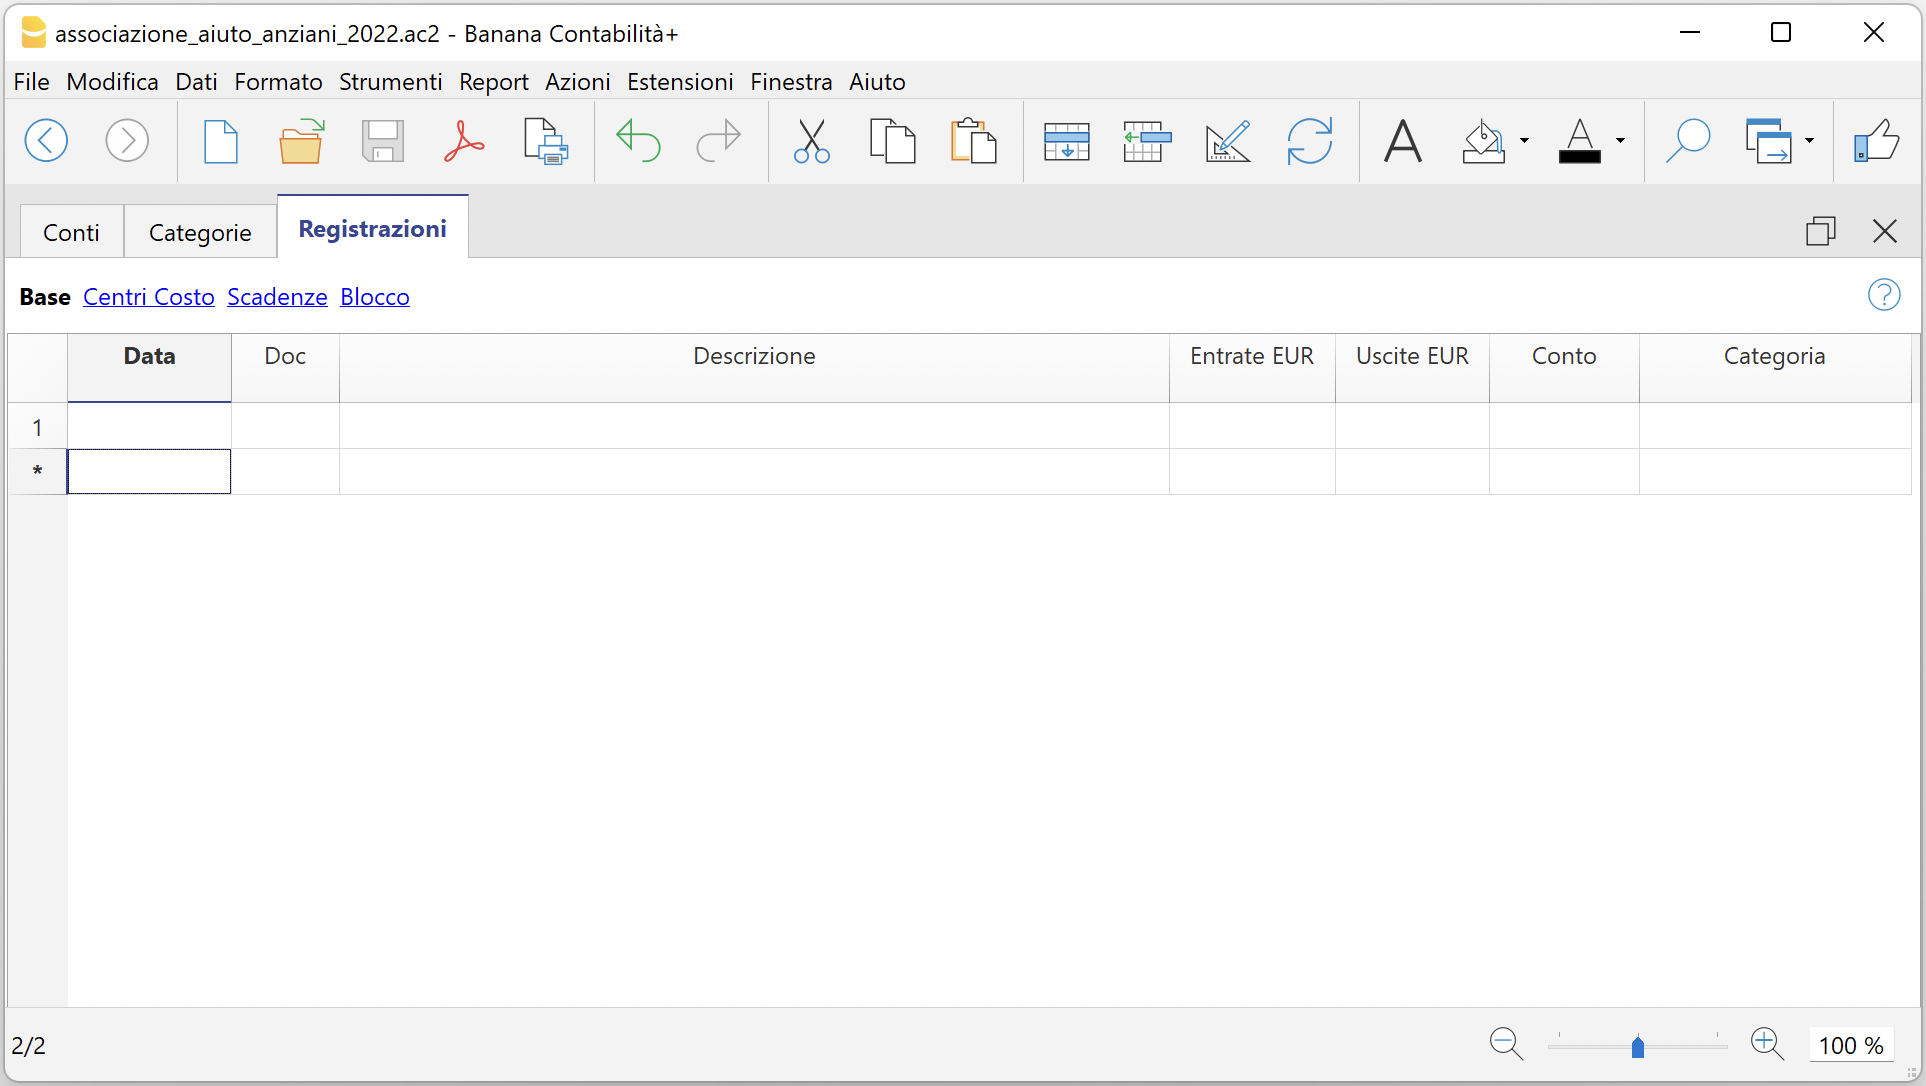 associazione_aiuto_anziani_2022.ac2 - Banana Contabilità+
File Modifica Dati Formato Strumenti Report Azioni Estensioni Finestra Aiuto
Conti Categorie Registrazioni
Base Centri Costo Scadenze Blocco
Data Doc Descrizione Entrate EUR Uscite EUR Conto Categoria
1
*
2/2 100 %